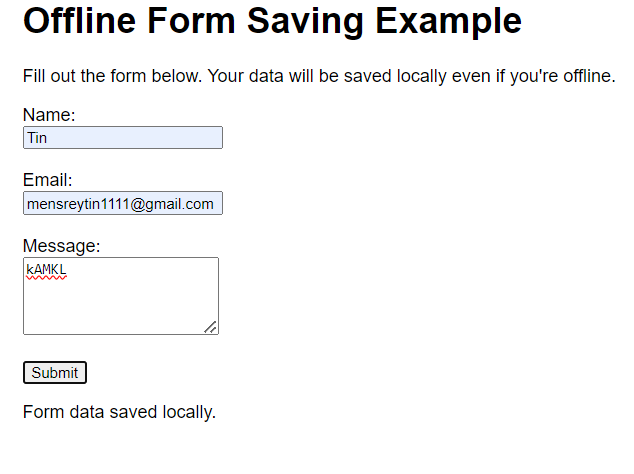 Offline Form Saving Example
Fill out the form below. Your data will be saved locally even if you're offline.
Name:
Tin
Email:
mensreytin1111@gmail.com
Message:
kAMKL
Submit
Form data saved locally.